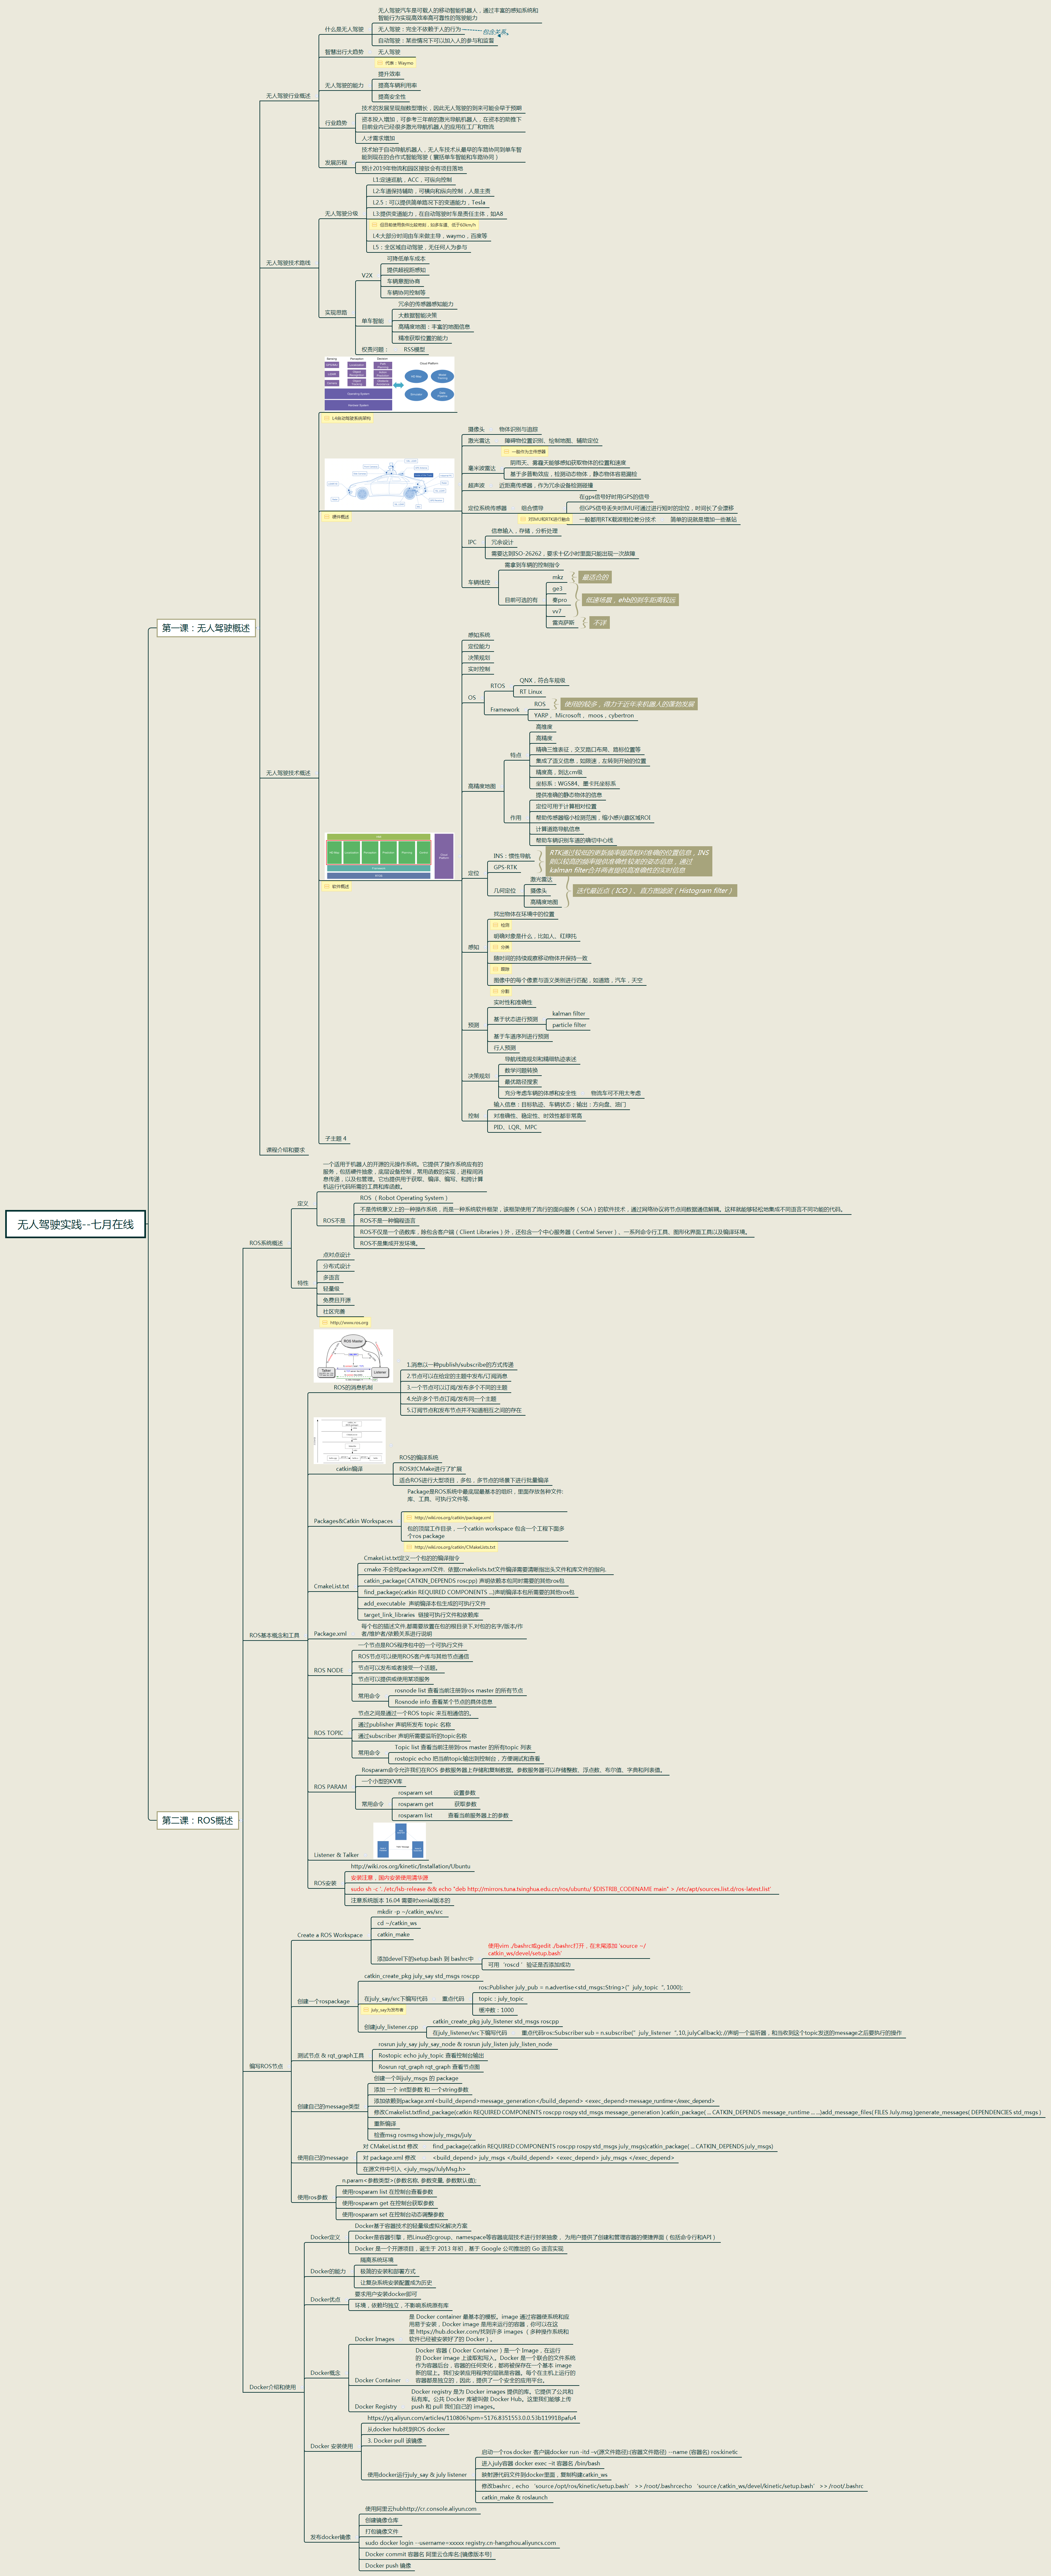 无人驾驶实践--七月在线
第一课：无人驾驶概述
无人驾驶行业概述
什么是无人驾驶
无人驾驶汽车是可载人的移动智能机器人，通过丰富的感知系统和
智能行为实现高效率高可靠性的驾驶能力
无人驾驶：完全不依赖于人的行为
包含关系。
自动驾驶：某些情况下可以加入人的参与和监督
智慧出行大趋势
无人驾驶
代表：Waymo
无人驾驶的能力
提升效率
提高车辆利用率
提高安全性
行业趋势
技术的发展呈现指数型增长，因此无人驾驶的到来可能会早于预期
资本投入增加，可参考三年前的激光导航机器人，在资本的助推下
目前业内已经很多激光导航机器人的应用在工厂和物流
人才需求增加
发展历程
技术始于自动导航机器人，无人车技术从最早的车路协同到单车智
能到现在的合作式智能驾驶（囊括单车智能和车路协同）
预计2019年物流和园区接驳会有项目落地
无人驾驶技术路线
无人驾驶分级
L1:定速巡航，ACC，可纵向控制
L2:车道保持辅助，可横向和纵向控制，人是主责
L2.5：可以提供简单路况下的变道能力，Tesla
L3:提供变道能力，在自动驾驶时车是责任主体，如A8
L4:大部分时间由车来做主导，waymo，百度等
L5：全区域自动驾驶，无任何人为参与
实现思路
V2X
可降低单车成本
提供超视距感知
车辆意图协商
车辆协同控制等
单车智能
冗余的传感器感知能力
大数据智能决策
高精度地图：丰富的地图信息
精准获取位置的能力
权责问题：
RSS模型
无人驾驶技术概述
L4自动驾驶系统架构
硬件概述
摄像头
物体识别与追踪
激光雷达
障碍物位置识别、绘制地图、辅助定位
一般作为主传感器
毫米波雷达
阴雨天、雾霾天能够感知获取物体的位置和速度
基于多普勒效应，检测动态物体，静态物体容易漏检
超声波
近距离传感器，作为冗余设备检测碰撞
定位系统传感器
组合惯导
对IMU和RTK进行融合
在gps信号好时用GPS的信号
但GPS信号丢失时IMU可通过进行短时的定位，时间长了会漂移
一般都用RTK载波相位差分技术
简单的说就是增加一些基站
IPC
信息输入，存储，分析处理
冗余设计
需要达到ISO-26262，要求十亿小时里面只能出现一次故障
车辆线控
需拿到车辆的控制指令
目前可选的有
mkz
最适合的
ge3
秦pro
vv7
低速场景，ehb的刹车距离较远
雷克萨斯
不详
软件概述
感知系统
定位能力
决策规划
实时控制
OS
RTOS
QNX，符合车规级
RT Linux
Framework
ROS
使用的较多，得力于近年来机器人的蓬勃发展
YARP、Microsoft、moos，cybertron
高精度地图
特点
高维度
高精度
精确三维表征，交叉路口布局、路标位置等
集成了语义信息，如限速，左转到开始的位置
精度高，到达cm级
坐标系：WGS84、墨卡托坐标系
作用
提供准确的静态物体的信息
定位可用于计算相对位置
帮助传感器缩小检测范围，缩小感兴趣区域ROI
计算道路导航信息
帮助车辆识别车道的确切中心线
定位
INS：惯性导航
GPS-RTK
RTK通过较低的更新频率提高相对准确的位置信息，INS
则以较高的频率提供准确性较差的姿态信息，通过
kalman filter合并两者提供高准确性的实时信息
几何定位
激光雷达
摄像头
高精度地图
迭代最近点（ICO）、直方图滤波（Histogram filter）
感知
找出物体在环境中的位置
检测
明确对象是什么，比如人、红绿灯
分类
随时间的持续观察移动物体并保持一致
跟踪
图像中的每个像素与语义类别进行匹配，如道路，汽车，天空
分割
预测
实时性和准确性
基于状态进行预测
kalman filter
particle filter
基于车道序列进行预测
行人预测
决策规划
导航线路规划和精细轨迹表述
数学问题转换
最优路径搜索
充分考虑车辆的体感和安全性
物流车可不用太考虑
控制
输入信息：目标轨迹、车辆状态；输出：方向盘、油门
对准确性、稳定性、时效性都非常高
PID、LQR、MPC
子主题 4
课程介绍和要求
第二课：ROS概述
ROS系统概述
定义
一个适用于机器人的开源的元操作系统。它提供了操作系统应有的
服务，包括硬件抽象，底层设备控制，常用函数的实现，进程间消
息传递，以及包管理。它也提供用于获取、编译、编写、和跨计算
机运行代码所需的工具和库函数。
ROS不是
ROS （ Robot Operating System ）
不是传统意义上的一种操作系统，而是一种系统软件框架，该框架使用了流行的面向服务（ SOA ）的软件技术，通过网络协议将节点间数据通信解耦。这样就能够轻松地集成不同语言不同功能的代码。
ROS不是一种编程语言
ROS不仅是一个函数库，除包含客户端（ Client Libraries ）外，还包含一个中心服务器（ Central Server ）、一系列命令行工具、图形化界面工具以及编译环境。
ROS不是集成开发环境。
特性
点对点设计
分布式设计
多语言
轻量级
免费且开源
社区完善
http://www.ros.org
ROS基本概念和工具
ROS Master
Talker
Listener
ROS的消息机制
1.消息以一种publish/subscribe的方式传递
2.节点可以在给定的主题中发布/订阅消息
3.一个节点可以订阅/发布多个不同的主题
4.允许多个节点订阅/发布同一个主题
5.订阅节点和发布节点并不知道相互之间的存在
catkin编译
ROS的编译系统
ROS对CMake进行了扩展
适合ROS进行大型项目，多包，多节点的场景下进行批量编译
Packages&Catkin Workspaces
Package是ROS系统中最底层最基本的组织，里面存放各种文件:
库、工具、可执行文件等.
http://wiki.ros.org/catkin/package.xml
包的顶层工作目录，一个catkin workspace 包含一个工程下面多
个ros package
http://wiki.ros.org/catkin/CMakeLists.txt
CmakeList.txt
CmakeList.txt定义一个包的的编译指令
cmake 不会找package.xml文件. 依据cmakelists.txt文件编译需要清晰指出头文件和库文件的指向.
catkin_package( CATKIN_DEPENDS roscpp) 声明依赖本包同时需要的其他ros包
find_package(catkin REQUIRED COMPONENTS ...)声明编译本包所需要的其他ros包
add_executable 声明编译本包生成的可执行文件
target_link_libraries 链接可执行文件和依赖库
Package.xml
每个包的描述文件,都需要放置在包的根目录下,对包的名字/版本/作
者/维护者/依赖关系进行说明
ROS NODE
一个节点是ROS程序包中的一个可执行文件
ROS节点可以使用ROS客户库与其他节点通信
节点可以发布或者接受一个话题。
节点可以提供或使用某项服务
常用命令
rosnode list 查看当前注册到ros master 的所有节点
Rosnode info 查看某个节点的具体信息
ROS TOPIC
节点之间是通过一个ROS topic 来互相通信的。
通过publisher 声明所发布 topic 名称
通过subscriber 声明所需要监听的topic名称
常用命令
Topic list 查看当前注册到ros master 的所有topic 列表
rostopic echo 把当前topic输出到控制台，方便调试和查看
ROS PARAM
Rosparam命令允许我们在ROS 参数服务器上存储和复制数据。参数服务器可以存储整数、浮点数、布尔值、字典和列表值。
一个小型的KV库
常用命令
rosparam set
设置参数
rosparam get
获取参数
rosparam list
查看当前服务器上的参数
Listener & Talker
ROS安装
http://wiki.ros.org/kinetic/Installation/Ubuntu
安装注意，国内安装使用清华源
sudo sh -c '. /etc/lsb-release && echo "deb http://mirrors.tuna.tsinghua.edu.cn/ros/ubuntu/ $DISTRIB_CODENAME main" > /etc/apt/sources.list.d/ros-latest.list'
注意系统版本 16.04 需要时xenial版本的
编写ROS节点
Create a ROS Workspace
mkdir -p ~/catkin_ws/src
cd ~/catkin_ws
catkin_make
添加devel下的setup.bash 到 bashrc中
使用vim ./bashrc或gedit ./bashrc打开，在末尾添加 'source ~/
catkin_ws/devel/setup.bash'
可用‘roscd’验证是否添加成功
创建一个rospackage
catkin_create_pkg july_say std_msgs roscpp
在july_say/src下编写代码
重点代码
july_say为发布者
ros::Publisher july_pub = n.advertise<std_msgs::String>(" july_topic ", 1000);
topic：july_topic
缓冲数：1000
创建july_listener.cpp
catkin_create_pkg july_listener std_msgs roscpp
在july_listener/src下编写代码
重点代码ros::Subscriber sub = n.subscribe(" july_listener ",10, julyCallback); //声明一个监听器，和当收到这个topic发送的message之后要执行的操作
测试节点 & rqt_graph工具
rosrun july_say july_say_node & rosrun july_listen july_listen_node
Rostopic echo july_topic 查看控制台输出
Rosrun rqt_graph rqt_graph 查看节点图
创建自己的message类型
创建一个叫july_msgs 的 package
添加 一个 int型参数 和 一个string参数
添加依赖到package.xml<build_depend>message_generation</build_depend> <exec_depend>message_runtime</exec_depend>
修改Cmakelist.txtfind_package(catkin REQUIRED COMPONENTS roscpp rospy std_msgs message_generation )catkin_package( ... CATKIN_DEPENDS message_runtime ... ...)add_message_files( FILES July.msg )generate_messages( DEPENDENCIES std_msgs )
重新编译
检查msg rosmsg show july_msgs/july
使用自己的message
对 CMakeList.txt 修改
find_package(catkin REQUIRED COMPONENTS roscpp rospy std_msgs july_msgs)catkin_package( ... CATKIN_DEPENDS july_msgs)
对 package.xml 修改
<build_depend> july_msgs </build_depend> <exec_depend> july_msgs </exec_depend>
在源文件中引入 <july_msgs/JulyMsg.h>
使用ros参数
n.param<参数类型>(参数名称, 参数变量, 参数默认值);
使用rosparam list 在控制台查看参数
使用rosparam get 在控制台获取参数
使用rosparam set 在控制台动态调整参数
Docker介绍和使用
Docker定义
Docker基于容器技术的轻量级虚拟化解决方案.
Docker是容器引擎，把Linux的cgroup、namespace等容器底层技术进行封装抽象， 为用户提供了创建和管理容器的便捷界面（包括命令行和API ）
Docker 是一个开源项目，诞生于 2013 年初，基于 Google 公司推出的 Go 语言实现
Docker的能力
隔离系统环境
极简的安装和部署方式
让复杂系统安装配置成为历史
Docker优点
要求用户安装docker即可
环境，依赖均独立，不影响系统原有库
Docker概念
Docker Images
是 Docker container 最基本的模板。image 通过容器使系统和应
用易于安装，Docker image 是用来运行的容器，你可以在这
里 https://hub.docker.com/找到许多 images （ 多种操作系统和
软件已经被安装好了的 Docker ）。
Docker Container
Docker 容器（ Docker Container ）是一个 Image，在运行
的 Docker image 上读取和写入。Docker 是一个联合的文件系统
作为容器后台，容器的任何变化，都将被保存在一个基本 image
新的层上。我们安装应用程序的层就是容器。每个在主机上运行的
容器都是独立的，因此，提供了一个安全的应用平台。
Docker Registry
Docker registry 是为 Docker images 提供的库。它提供了公共和
私有库。公共 Docker 库被叫做 Docker Hub。这里我们能够上传
push 和 pull 我们自己的 images。
Docker 安装使用
https://yq.aliyun.com/articles/110806?spm=5176.8351553.0.0.53b11991Bpafu4
从docker hub找到ROS docker
3. Docker pull 该镜像
使用docker运行july_say & july listener
启动一个ros docker 客户端docker run -itd –v(源文件路径):(容器文件路径) --name (容器名) ros:kinetic
进入july容器 docker exec –it 容器名 /bin/bash
映射源代码文件到docker里面，复制构建catkin_ws
修改bashrc，echo ‘source /opt/ros/kinetic/setup.bash’ >> /root/.bashrcecho ‘source /catkin_ws/devel/kinetic/setup.bash’ >> /root/.bashrc
catkin_make & roslaunch
发布docker镜像
使用阿里云hubhttp://cr.console.aliyun.com
创建镜像仓库
打包镜像文件
sudo docker login --username=xxxxx registry.cn-hangzhou.aliyuncs.com
Docker commit 容器名 阿里云仓库名:[镜像版本号]
Docker push 镜像